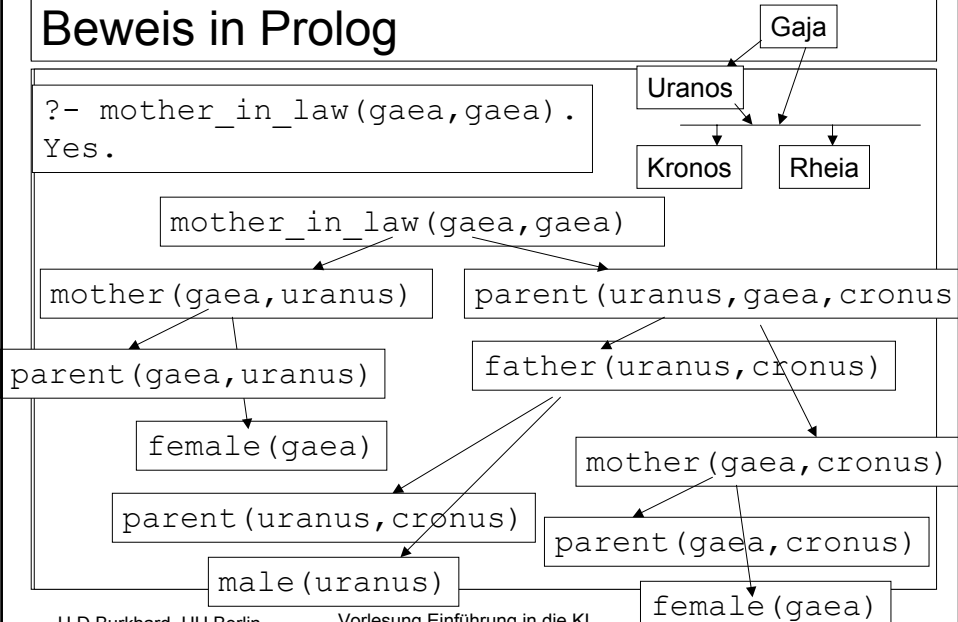 Beweis in Prolog
Gaja
Uranos
?- mother_in_law(gaea,gaea).
Yes.
Kronos
Rheia
mother_in_law(gaea,gaea)
mother(gaea,uranus)
parent(uranus,gaea,cronus
parent(gaea,uranus)
father(uranus,cronus)
female(gaea)
mother(gaea,cronus)
parent(uranus,cronus)
parent(gaea,cronus)
male(uranus)
female(gaea)
H.D.Burkhard, HU Berlin
Vorlesung Einführung in die KI